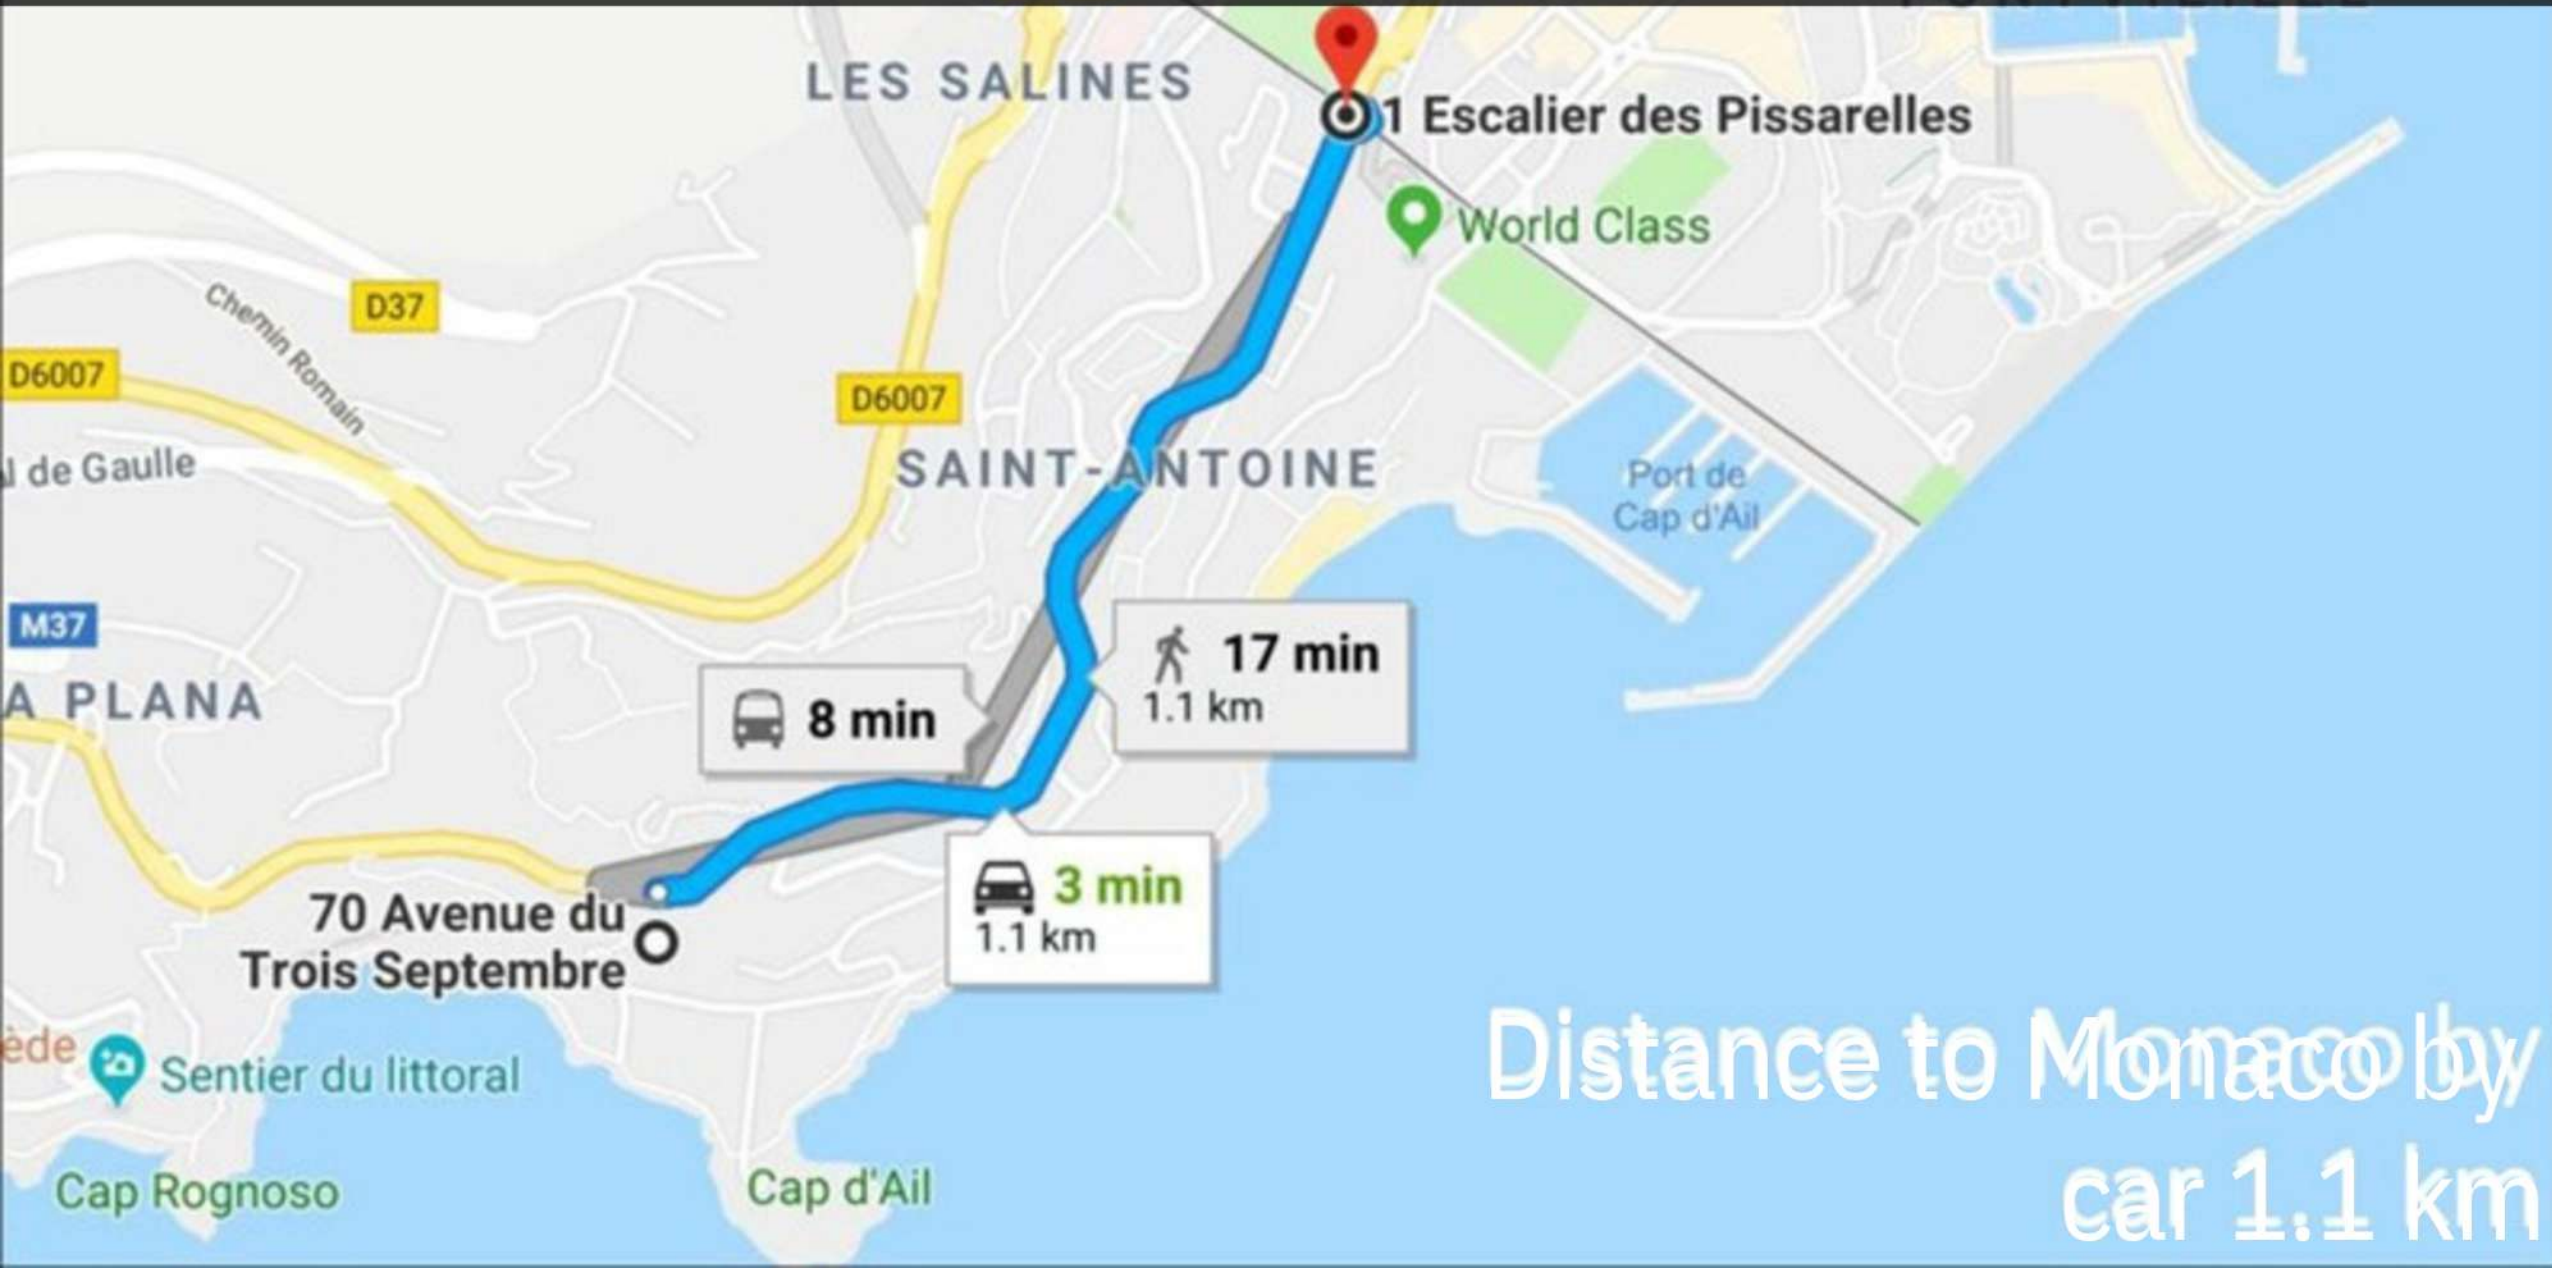 LES SALINES
1 Escalier des Pissarelles
World Class
D37
Chemin Romain
D6007
D6007
de Gaulle
SAINT-ANTOINE
Port de
Cap d'Ail
M37
PLANA
17 min
1.1 km
8 min
3 min
1.1 km
70 Avenue du
Trois Septembre
Sentier du littoral
Cap Rognoso
Cap d'Ail
Distance to Monaco by
car 1.1 km